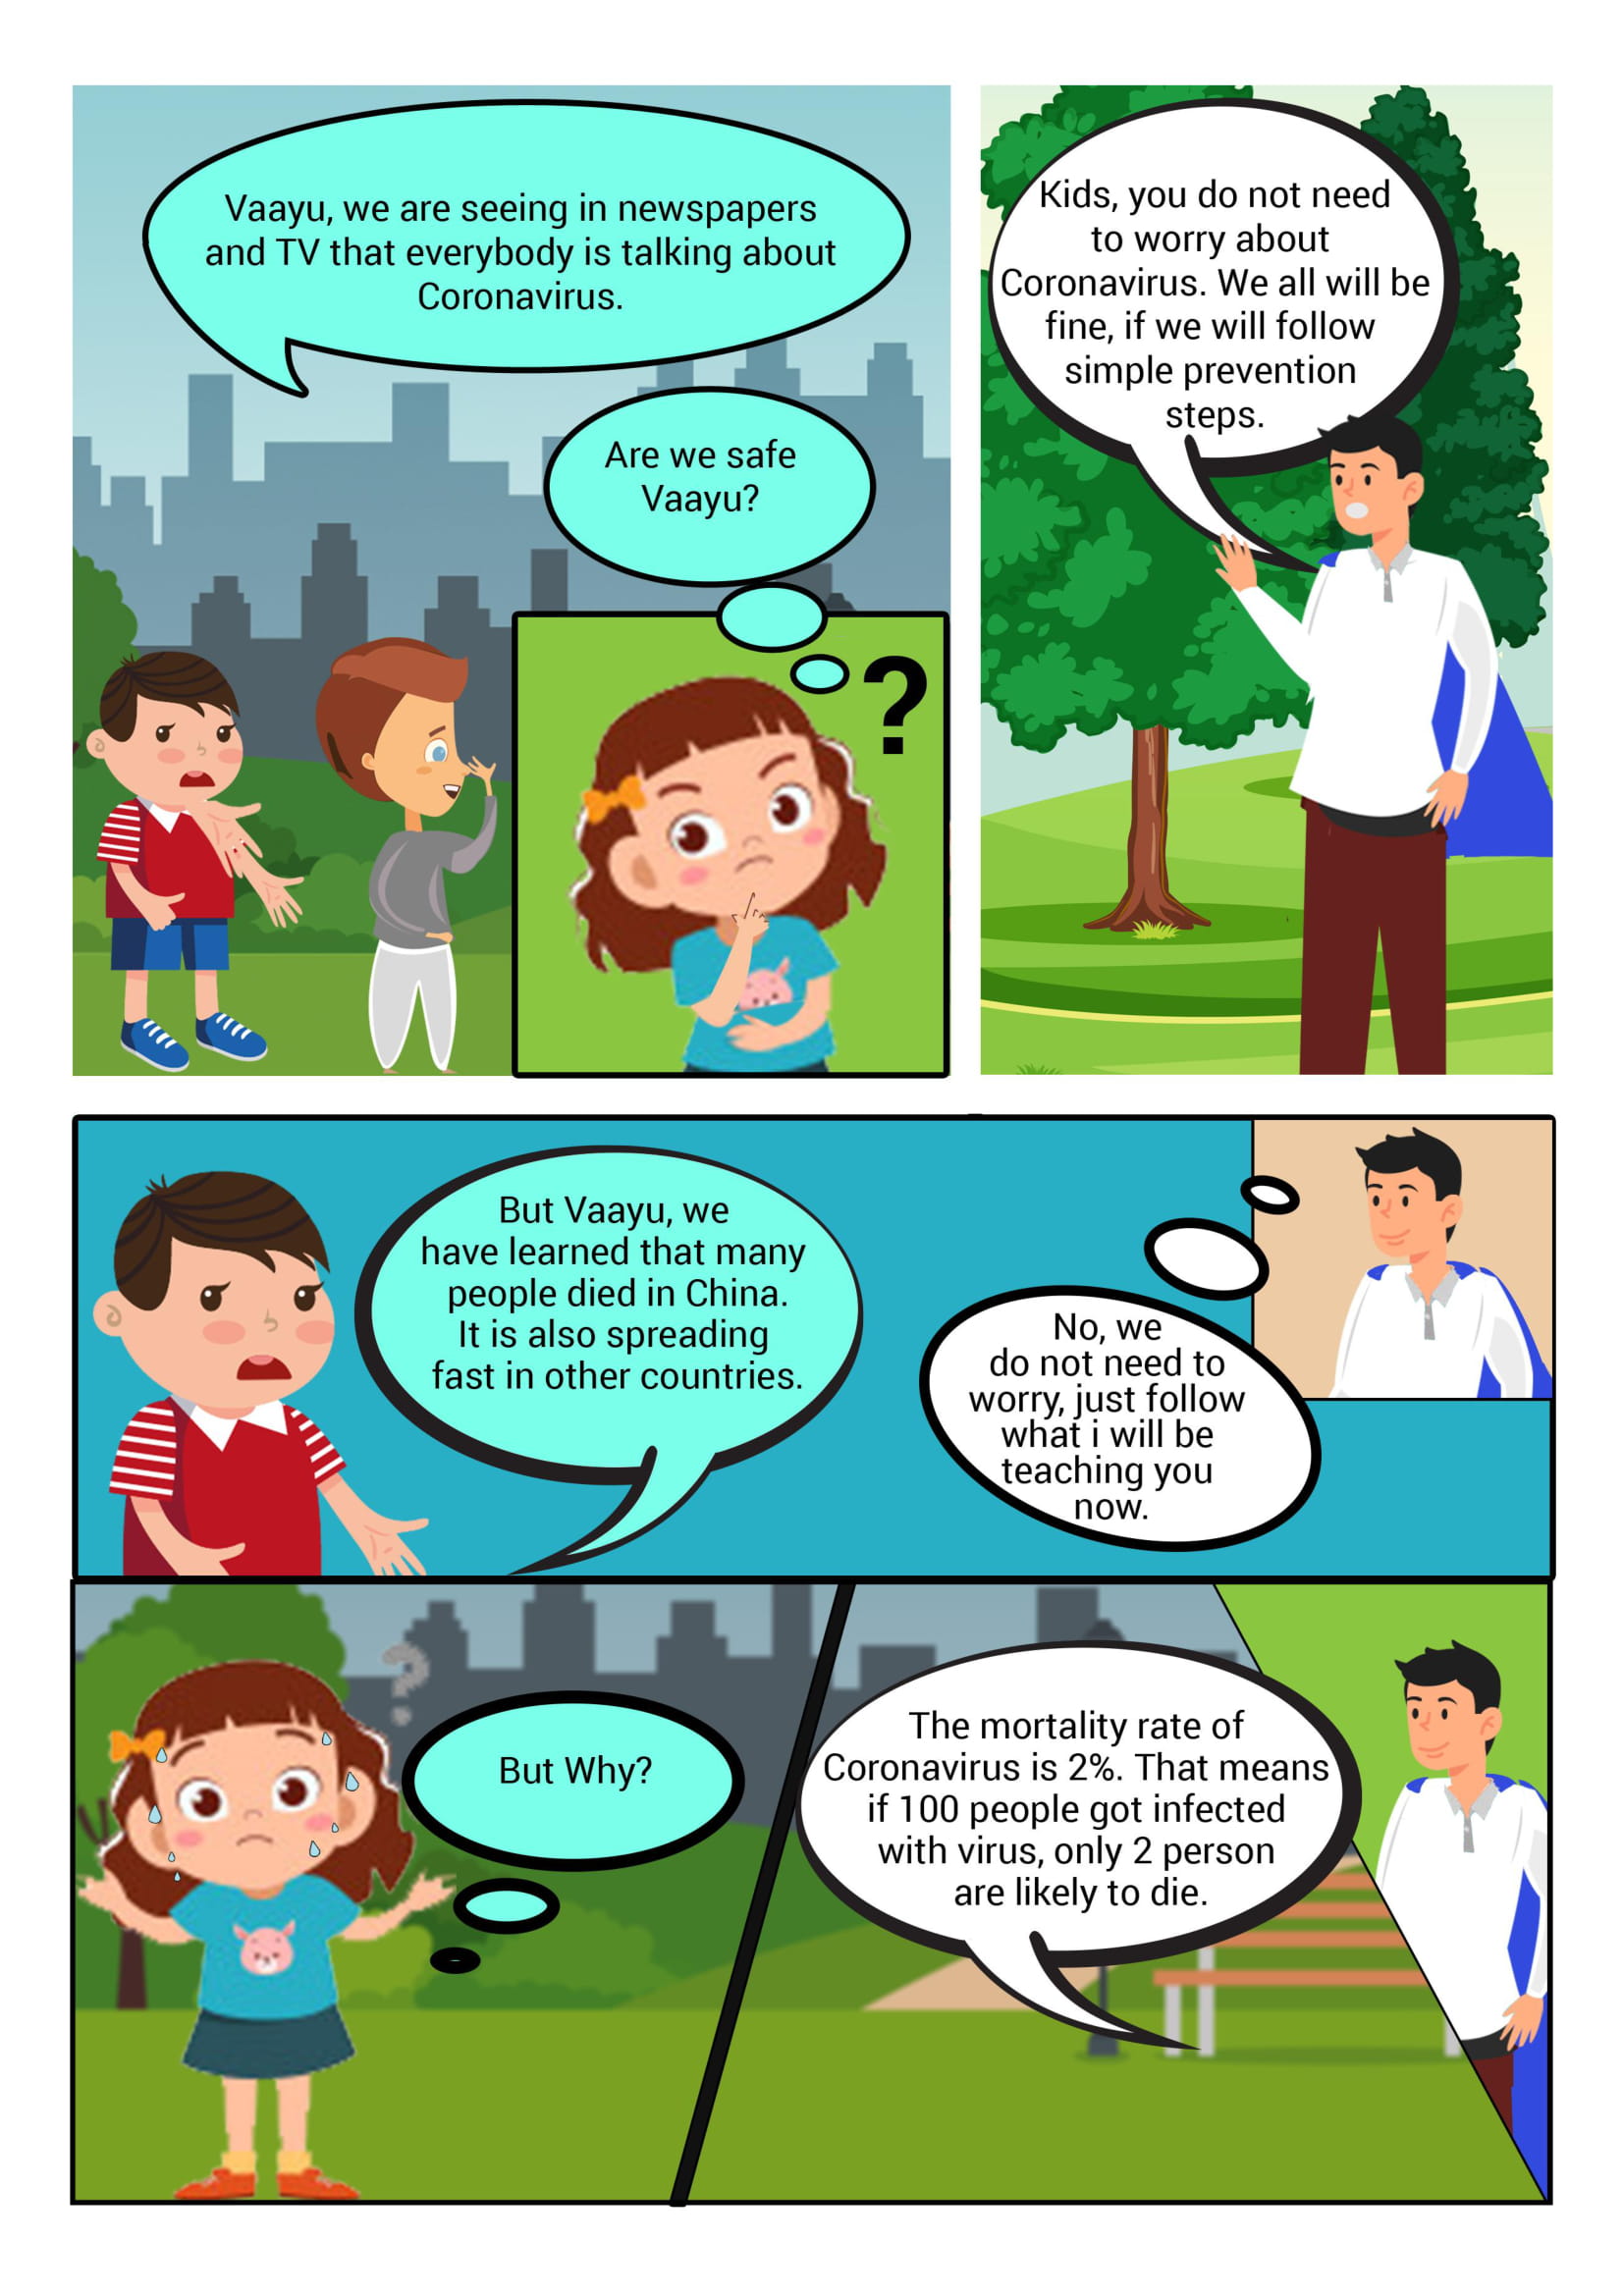 Vaayu, we are seeing in newspapers
and TV that everybody is talking about
Coronavirus.
Are we safe
Vaayu?
?
Kids, you do not need
to worry about
Coronavirus. We all will be
fine, if we will follow
simple prevention
steps.
But Vaayu, we
have learned that many
people died in China.
It is also spreading
fast in other countries.
No, we
do not need to
worry, just follow
what i will be
teaching you
now.
?
But Why?
The mortality rate of
Coronavirus is 2%. That means
if 100 people got infected
with virus, only 2 person
are likely to die.